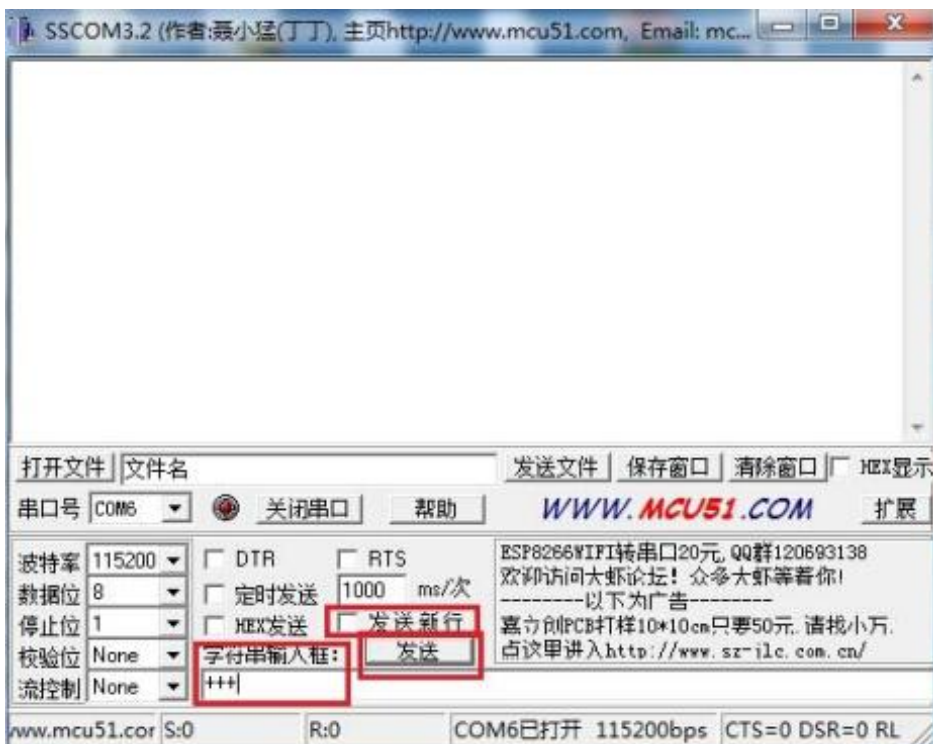 SSCOM3.2 (作者:聂小猛(丁丁), 主页http://www.mcu51.com, Email: mc...
打开文件 文件名 发送文件 保存窗口 清除窗口 HEX显示
串口号 COM6 关闭串口 帮助 WWW.MCU51.COM 扩展
波特率 115200 DTR RTS
数据位 8 定时发送 1000 ms/次
停止位 1 HEX发送 发送新行
校验位 None 字符串输入框: 发送
流控制 None +++
ESP8266WIFI转串口20元,QQ群120693138
欢迎访问大虾论坛！众多大虾等着你!
--------以下为广告--------
嘉立创PCB打样10*10cm只要50元.请找小万.
点这里进入http://www.sz-jlc.com.cn/
www.mcu51.cor S:0 R:0 COM6已打开 115200bps CTS=0 DSR=0 RL